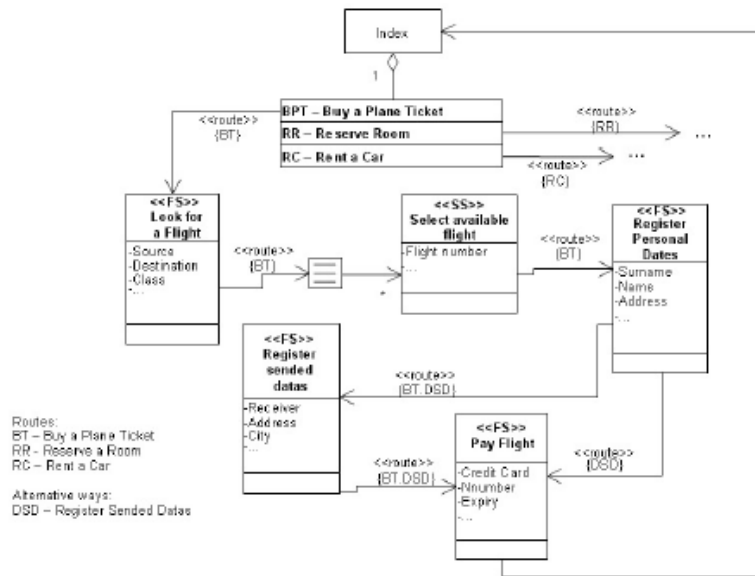 Index
1
BPT – Buy a Plane Ticket
RR – Reserve Room
RC – Rent a Car
<<route>>
{BT}
<<route>>
{RR}
...
<<route>>
{RC}
...
<<FS>>
Look for
a Flight
-Source
-Destination
-Class
-...
<<route>>
{BT}
*
<<SS>>
Select available
flight
-Flight number
-...
<<route>>
{BT}
<<FS>>
Register
Personal
Dates
-Surname
-Name
-Address
-...
<<FS>>
Register
sended
datas
-Receiver
-Address
-City
-...
<<route>>
{BT.DSD}
<<route>>
{DSD}
<<route>>
{BT.DSD}
<<FS>>
Pay Flight
-Credit Card
-Nnumber
-Expiry
-...
Routes:
BT – Buy a Plane Ticket
RR - Reserve a Room
RC – Rent a Car
Alternative ways:
DSD – Register Sended Datas